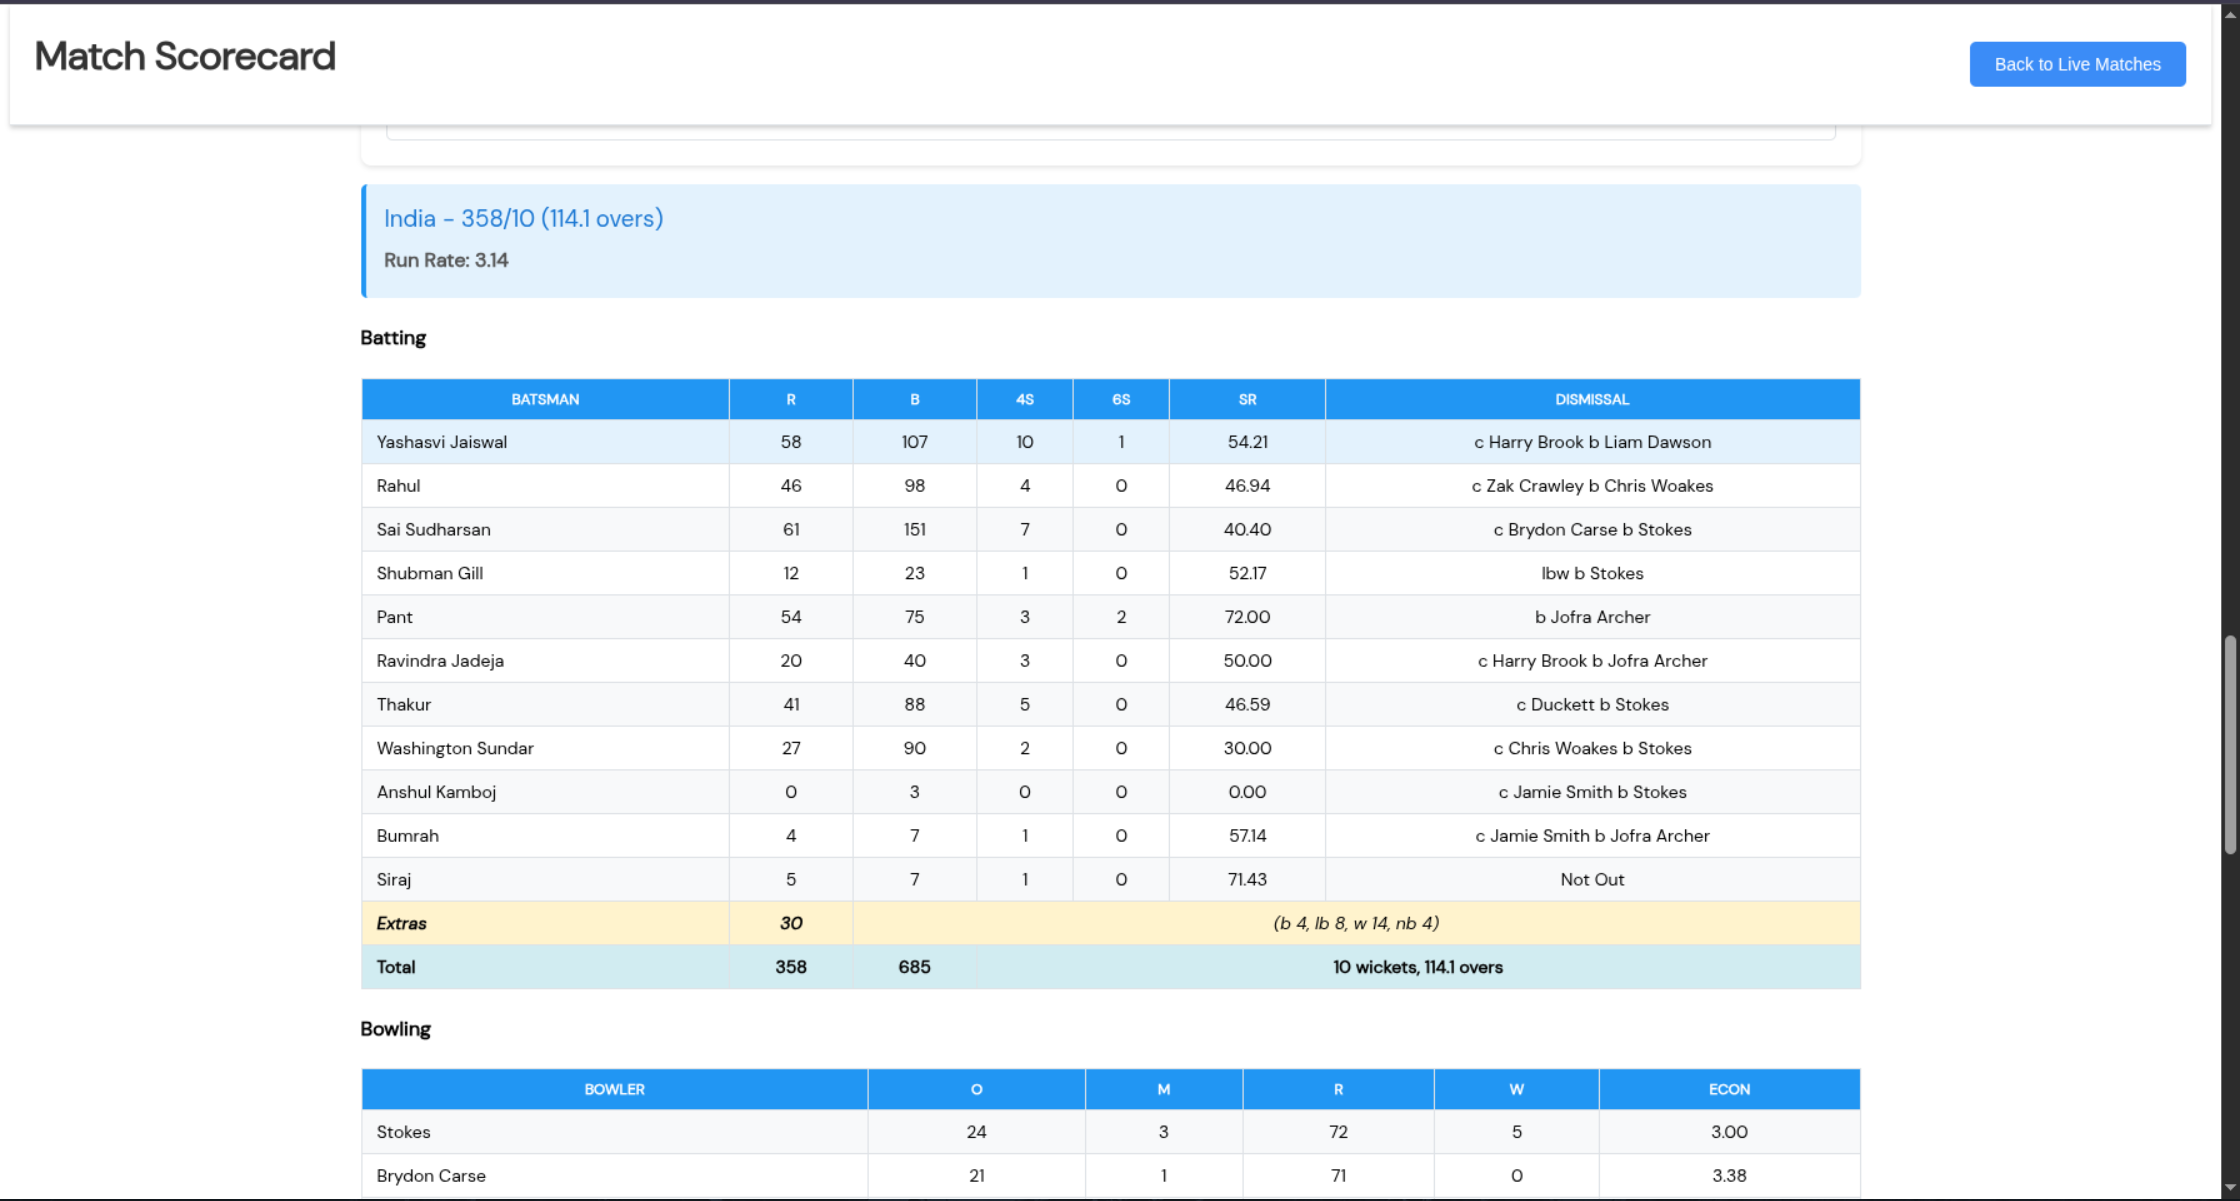 Match Scorecard
Back to Live Matches
India - 358/10 (114.1 overs)
Run Rate: 3.14
Batting
BATSMAN R B 4S 6S SR DISMISSAL
Yashasvi Jaiswal 58 107 10 1 54.21 c Harry Brook b Liam Dawson
Rahul 46 98 4 0 46.94 c Zak Crawley b Chris Woakes
Sai Sudharsan 61 151 7 0 40.40 c Brydon Carse b Stokes
Shubman Gill 12 23 1 0 52.17 lbw b Stokes
Pant 54 75 3 2 72.00 b Jofra Archer
Ravindra Jadeja 20 40 3 0 50.00 c Harry Brook b Jofra Archer
Thakur 41 88 5 0 46.59 c Duckett b Stokes
Washington Sundar 27 90 2 0 30.00 c Chris Woakes b Stokes
Anshul Kamboj 0 3 0 0 0.00 c Jamie Smith b Stokes
Bumrah 4 7 1 0 57.14 c Jamie Smith b Jofra Archer
Siraj 5 7 1 0 71.43 Not Out
Extras 30 (b 4, lb 8, w 14, nb 4)
Total 358 685 10 wickets, 114.1 overs
Bowling
BOWLER O M R W ECON
Stokes 24 3 72 5 3.00
Brydon Carse 21 1 71 0 3.38